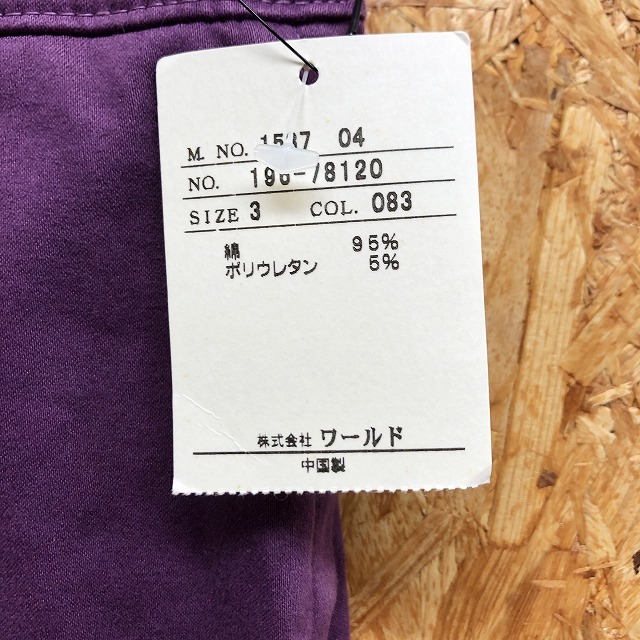 M. NO. 04
NO.
SIZE 3 COL. 083
綿 95%
ポリウレタン 5%
株式会社 ワールド
中国製